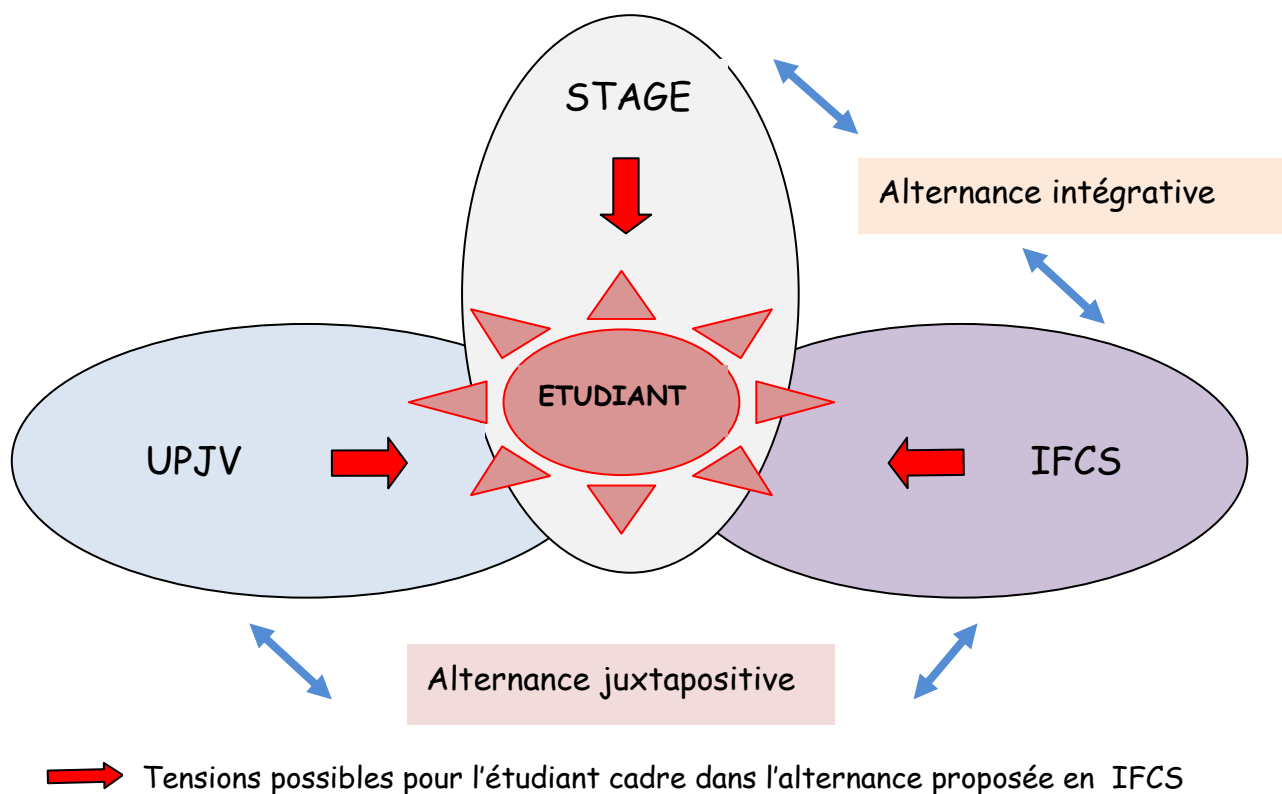 STAGE
Alternance intégrative
ETUDIANT
UPJV
IFCS
Alternance juxtapositive
Tensions possibles pour l'étudiant cadre dans l'alternance proposée en IFCS